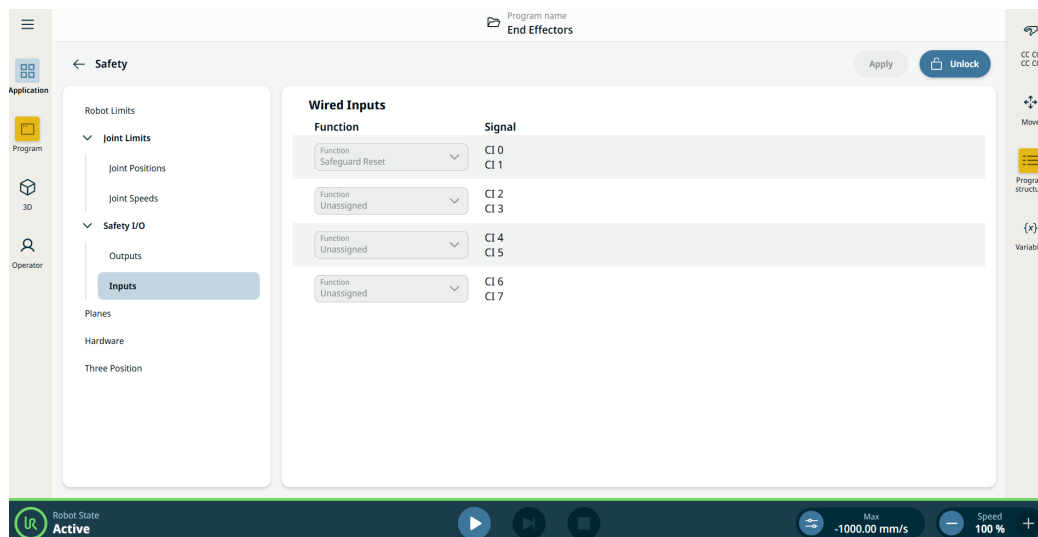 Program name
End Effectors
Safety
Apply
Unlock
Application
Program
3D
Operator
Robot Limits
Joint Limits
Joint Positions
Joint Speeds
Safety I/O
Outputs
Inputs
Planes
Hardware
Three Position
Wired Inputs
Function Signal
Function
Safeguard Reset
CI 0
CI 1
Function
Unassigned
CI 2
CI 3
Function
Unassigned
CI 4
CI 5
Function
Unassigned
CI 6
CI 7
CC
CC
Move
{x}
Robot State
Active
Max
-1000.00 mm/s
Speed
100 %